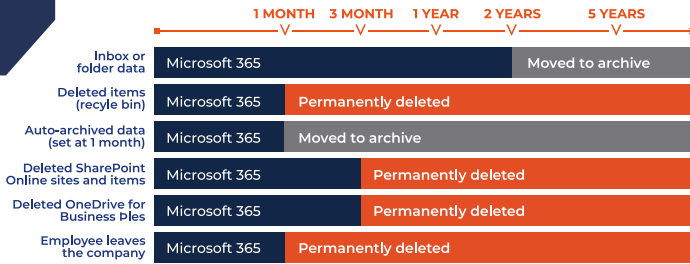 1 MONTH 3 MONTH 1 YEAR 2 YEARS 5 YEARS
Inbox or
folder data
Microsoft 365 Moved to archive
Deleted items
(recyle bin)
Microsoft 365 Permanently deleted
Auto-archived data
(set at 1 month)
Microsoft 365 Moved to archive
Deleted SharePoint
Online sites and items
Microsoft 365 Permanently deleted
Deleted OneDrive for
Business Þles
Microsoft 365 Permanently deleted
Employee leaves
the company
Microsoft 365 Permanently deleted